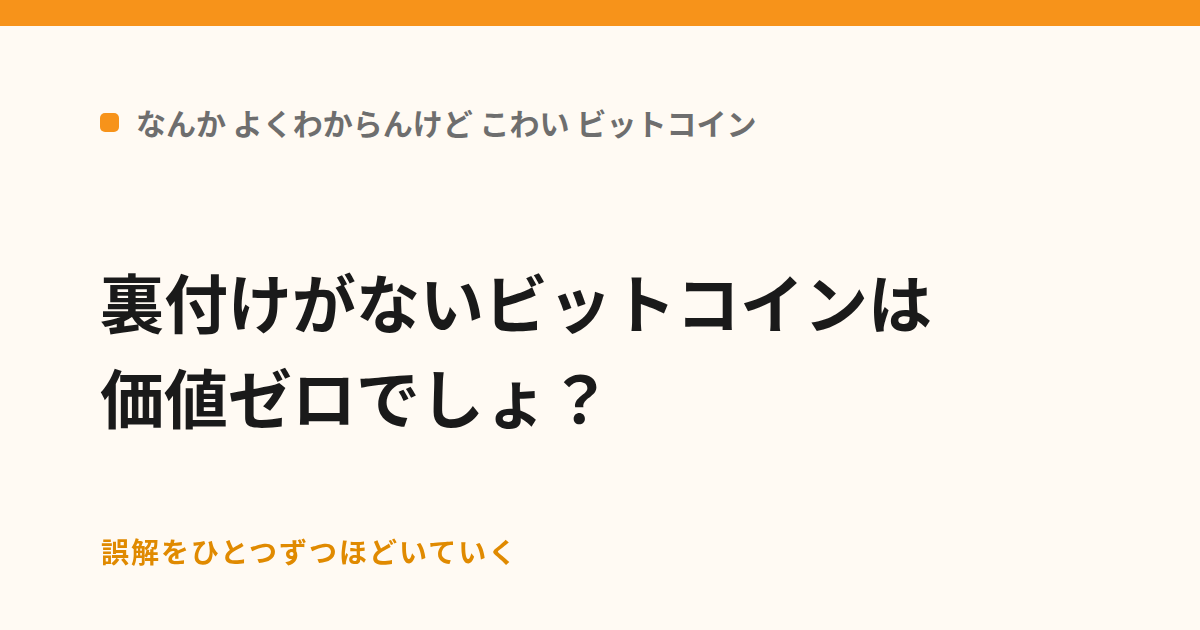 なんか よくわからんけど こわい ビットコイン
裏付けがないビットコインは
価値ゼロでしょ？
誤解をひとつずつほどいていく